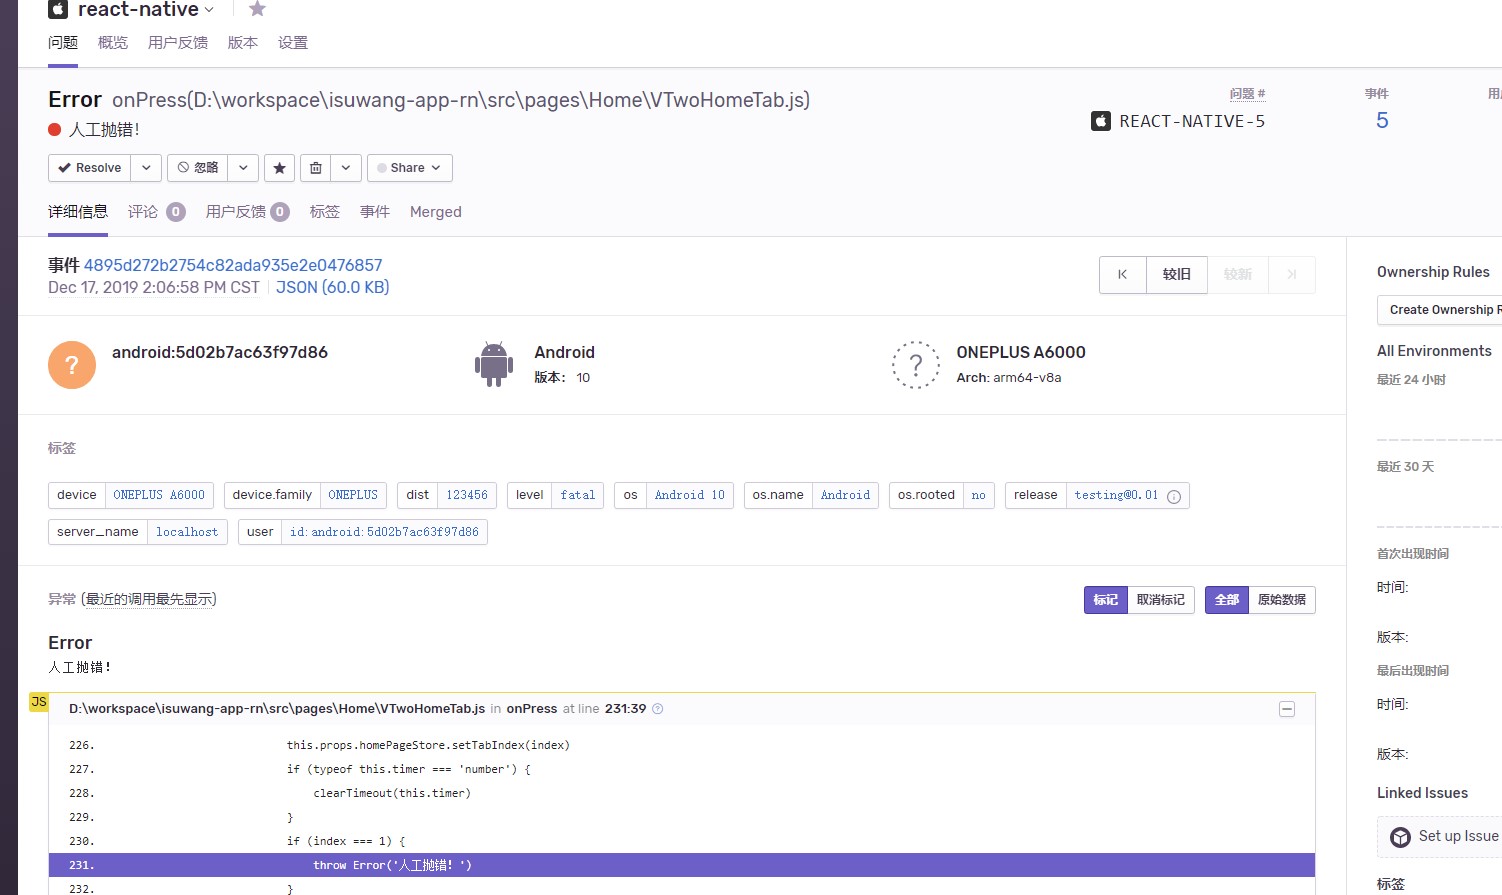 react-native
问题 概览 用户反馈 版本 设置
Error onPress(D:\workspace\isuwang-app-rn\src\pages\Home\VTwoHomeTab.js)
人工抛错!
问题 # 事件
REACT-NATIVE-5 5
Resolve 忽略 Share
详细信息 评论 0 用户反馈 0 标签 事件 Merged
事件 4895d272b2754c82ada935e2e0476857
Dec 17, 2019 2:06:58 PM CST JSON (60.0 KB)
较旧 较新
? android:5d02b7ac63f97d86
Android
版本: 10
? ONEPLUS A6000
Arch: arm64-v8a
标签
device ONEPLUS A6000 device.family ONEPLUS dist 123456 level fatal os Android 10 os.name Android os.rooted no release testing@0.01
server_name localhost user id:android:5d02b7ac63f97d86
异常 (最近的调用最先显示)
标记 取消标记 全部 原始数据
Error
人工抛错!
JS
D:\workspace\isuwang-app-rn\src\pages\Home\VTwoHomeTab.js in onPress at line 231:39 ?
226. this.props.homePageStore.setTabIndex(index)
227. if (typeof this.timer === 'number') {
228. clearTimeout(this.timer)
229. }
230. if (index === 1) {
231. throw Error('人工抛错!')
232. }
Ownership Rules
Create Ownership
All Environments
最近 24 小时
最近 30 天
首次出现时间
时间:
版本:
最后出现时间
时间:
版本:
Linked Issues
Set up Issue
标签